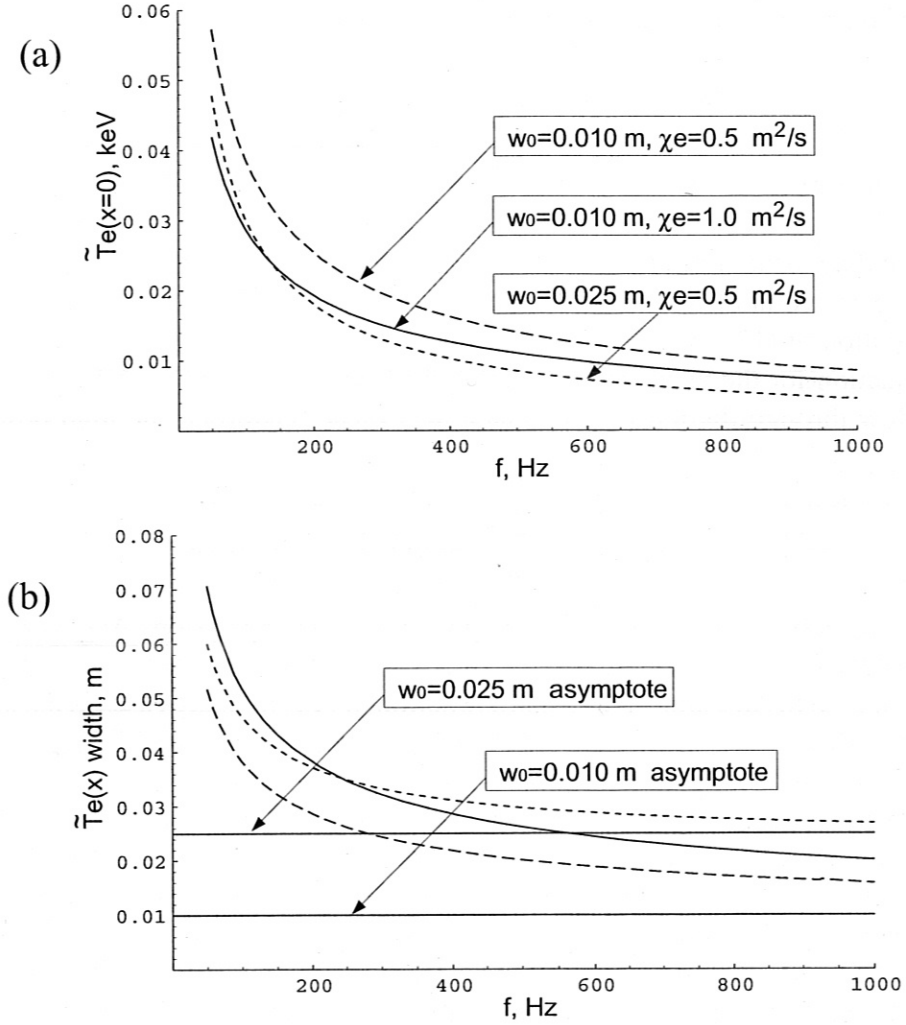 (a)
0.06
0.05
0.04
0.03
0.02
0.01
T̃e(x=0), keV
w₀=0.010 m, χe=0.5 m²/s
w₀=0.010 m, χe=1.0 m²/s
w₀=0.025 m, χe=0.5 m²/s
200 400 600 800 1000
f, Hz
(b)
0.08
0.07
0.06
0.05
0.04
0.03
0.02
0.01
T̃e(x) width, m
w₀=0.025 m asymptote
w₀=0.010 m asymptote
200 400 600 800 1000
f, Hz